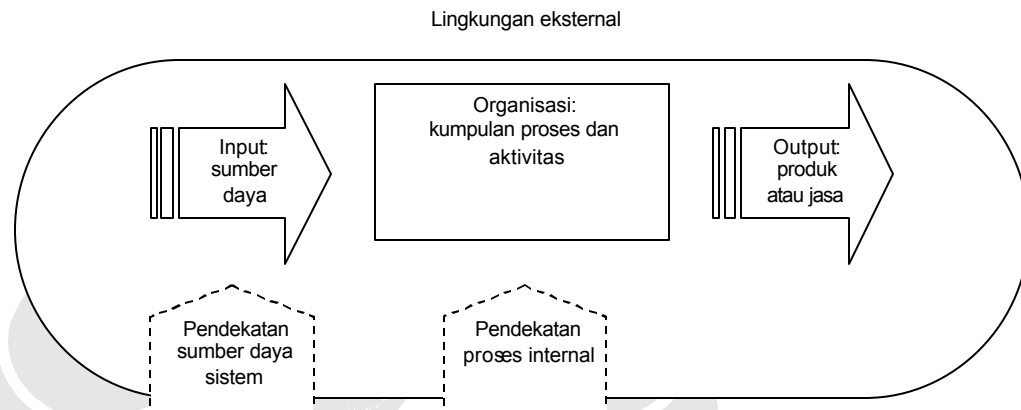 Lingkungan eksternal
Input:
sumber
daya
Organisasi:
kumpulan proses dan
aktivitas
Output:
produk
atau jasa
Pendekatan
sumber daya
sistem
Pendekatan
proses internal